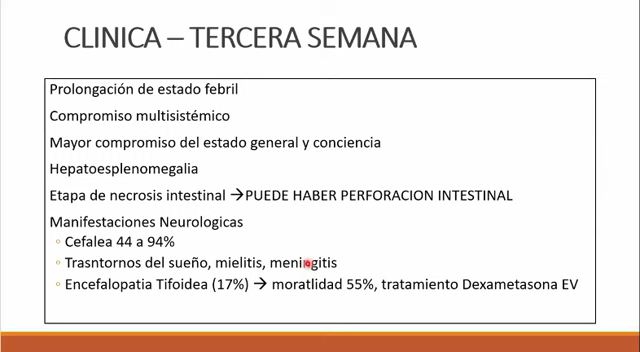 CLINICA – TERCERA SEMANA
Prolongación de estado febril
Compromiso multisistémico
Mayor compromiso del estado general y conciencia
Hepatoesplenomegalia
Etapa de necrosis intestinal → PUEDE HABER PERFORACION INTESTINAL
Manifestaciones Neurologicas
◦ Cefalea 44 a 94%
◦ Trasntornos del sueño, mielitis, meningitis
◦ Encefalopatia Tifoidea (17%) → moratlidad 55%, tratamiento Dexametasona EV